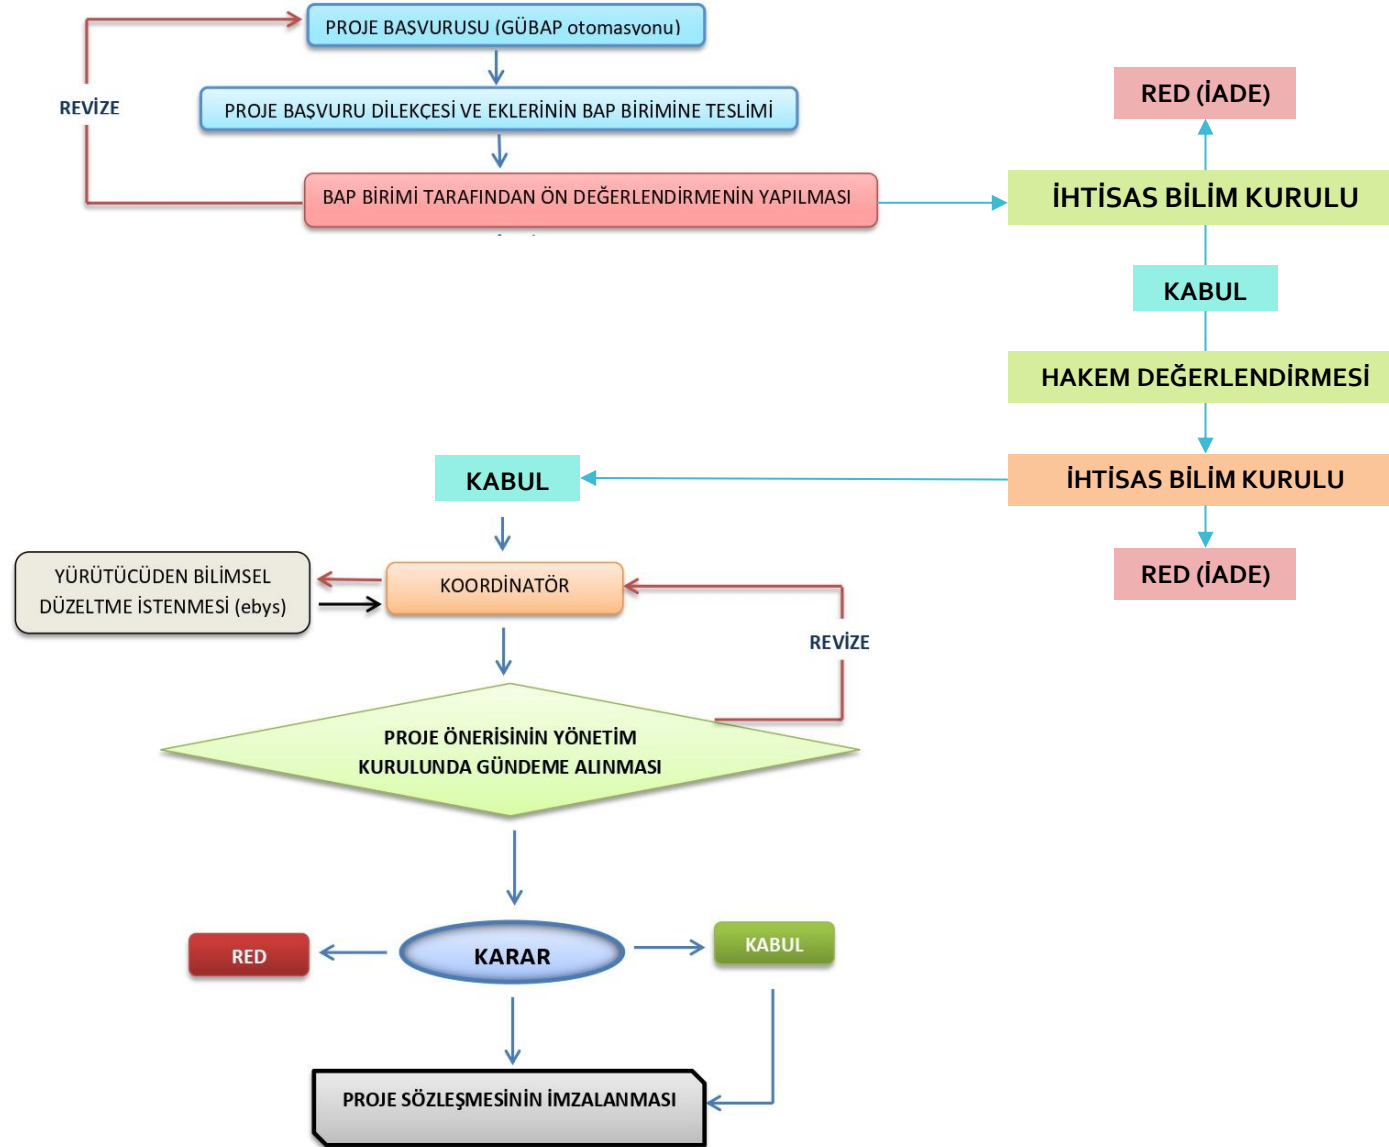 PROJE BAŞVURUSU (GÜBAP otomasyonu)
REVİZE
PROJE BAŞVURU DİLEKÇESİ VE EKLERİNİN BAP BİRİMİNE TESLİMİ
BAP BİRİMİ TARAFINDAN ÖN DEĞERLENDİRMENİN YAPILMASI
RED (İADE)
İHTİSAS BİLİM KURULU
KABUL
HAKEM DEĞERLENDİRMESİ
İHTİSAS BİLİM KURULU
RED (İADE)
KABUL
KOORDİNATÖR
YÜRÜTÜCÜDEN BİLİMSEL
DÜZELTME İSTENMESİ (ebys)
REVİZE
PROJE ÖNERİSİNİN YÖNETİM
KURULUNDA GÜNDEME ALINMASI
RED
KARAR
KABUL
PROJE SÖZLEŞMESİNİN İMZALANMASI